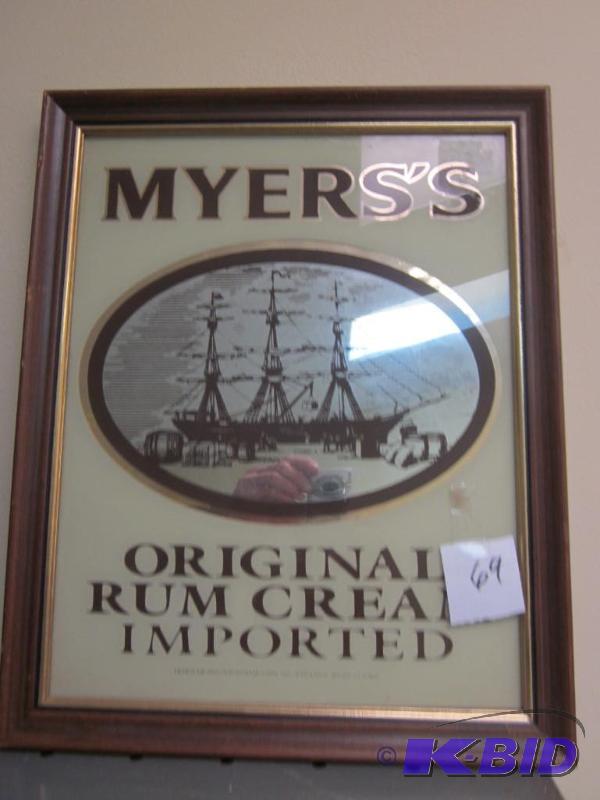 MYERS'S
ORIGINAL
RUM CREAM
IMPORTED
69
© K-BID